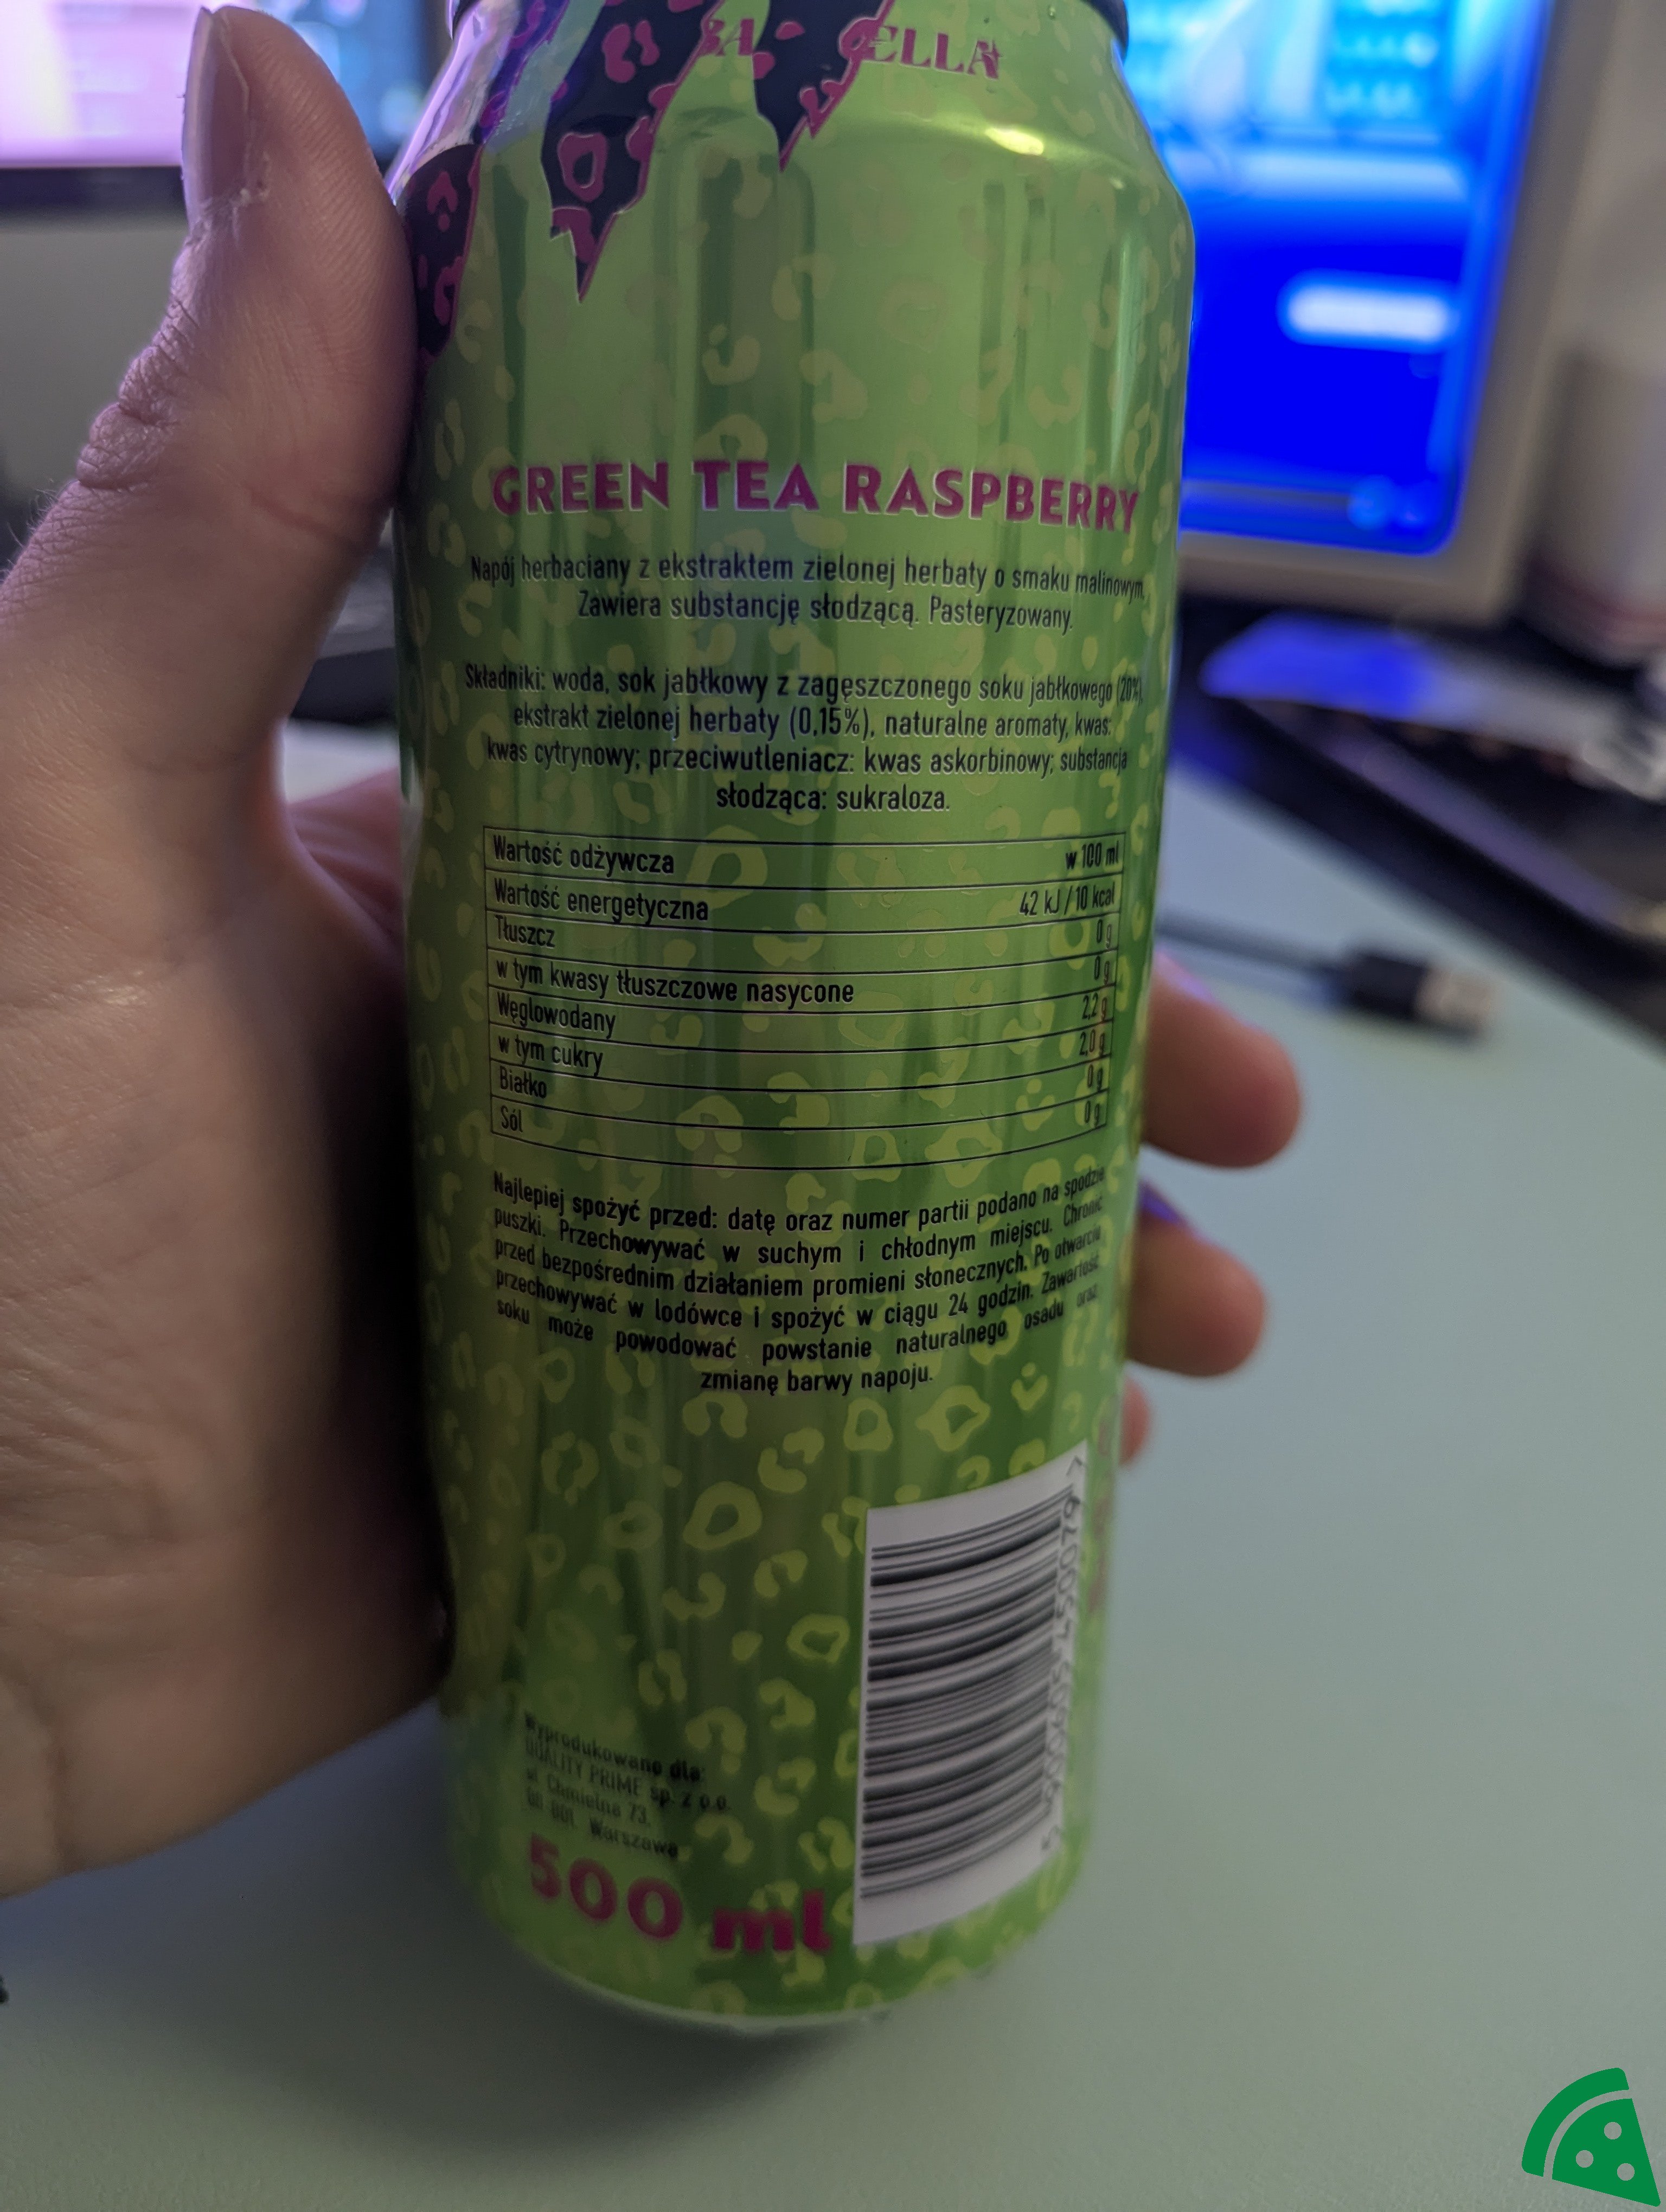 ELLA
GREEN TEA RASPBERRY
Napój herbaciany z ekstraktem zielonej herbaty o smaku malinowym.
Zawiera substancję słodzącą. Pasteryzowany.
Składniki: woda, sok jabłkowy z zagęszczonego soku jabłkowego (20%),
ekstrakt zielonej herbaty (0,15%), naturalne aromaty, kwas:
kwas cytrynowy; przeciwutleniacz: kwas askorbinowy; substancja
słodząca: sukraloza.
Wartość odżywcza w 100 ml
Wartość energetyczna 42 kJ / 10 kcal
Tłuszcz 0 g
w tym kwasy tłuszczowe nasycone 0 g
Węglowodany 2,2 g
w tym cukry 2,0 g
Białko 0 g
Sól 0 g
Najlepiej spożyć przed: datę oraz numer partii podano na spodzie
puszki. Przechowywać w suchym i chłodnym miejscu. Chronić
przed bezpośrednim działaniem promieni słonecznych. Po otwarciu
przechowywać w lodówce i spożyć w ciągu 24 godzin. Zawartość
soku może powodować powstanie naturalnego osadu oraz
zmianę barwy napoju.
Wyprodukowano dla:
QUALITY PRIME sp. z o.o.
ul. Chmielna 73,
Warszawa
500 ml